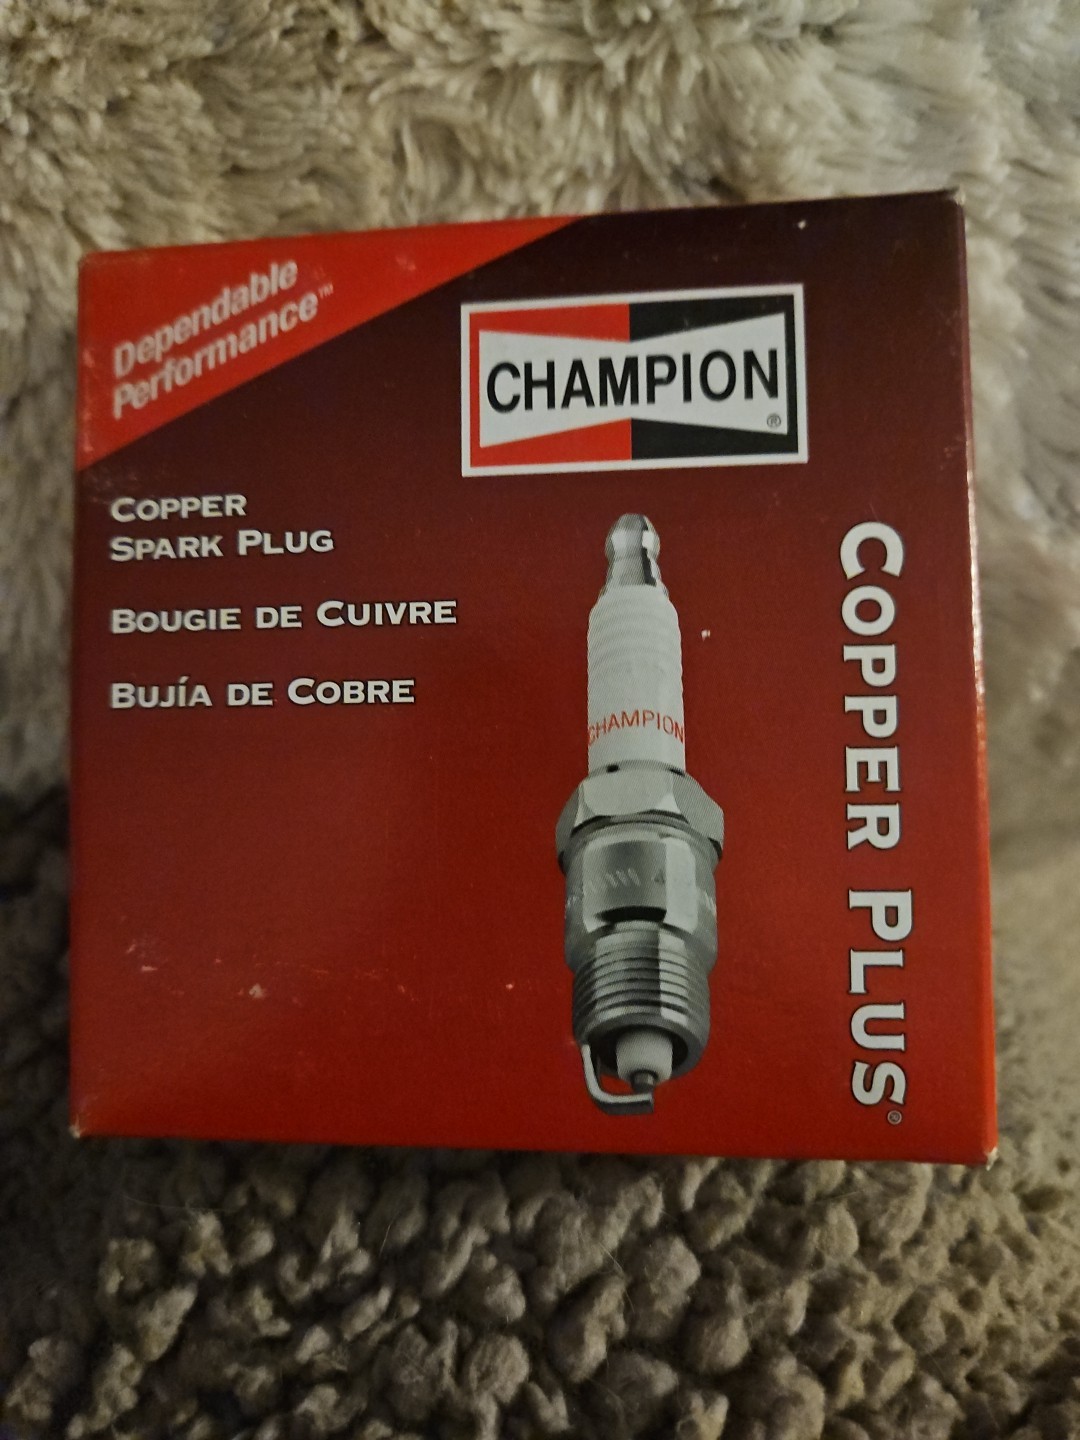 Dependable
Performance™
CHAMPION
®
COPPER
SPARK PLUG
BOUGIE DE CUIVRE
BUJÍA DE COBRE
CHAMPION
COPPER PLUS®